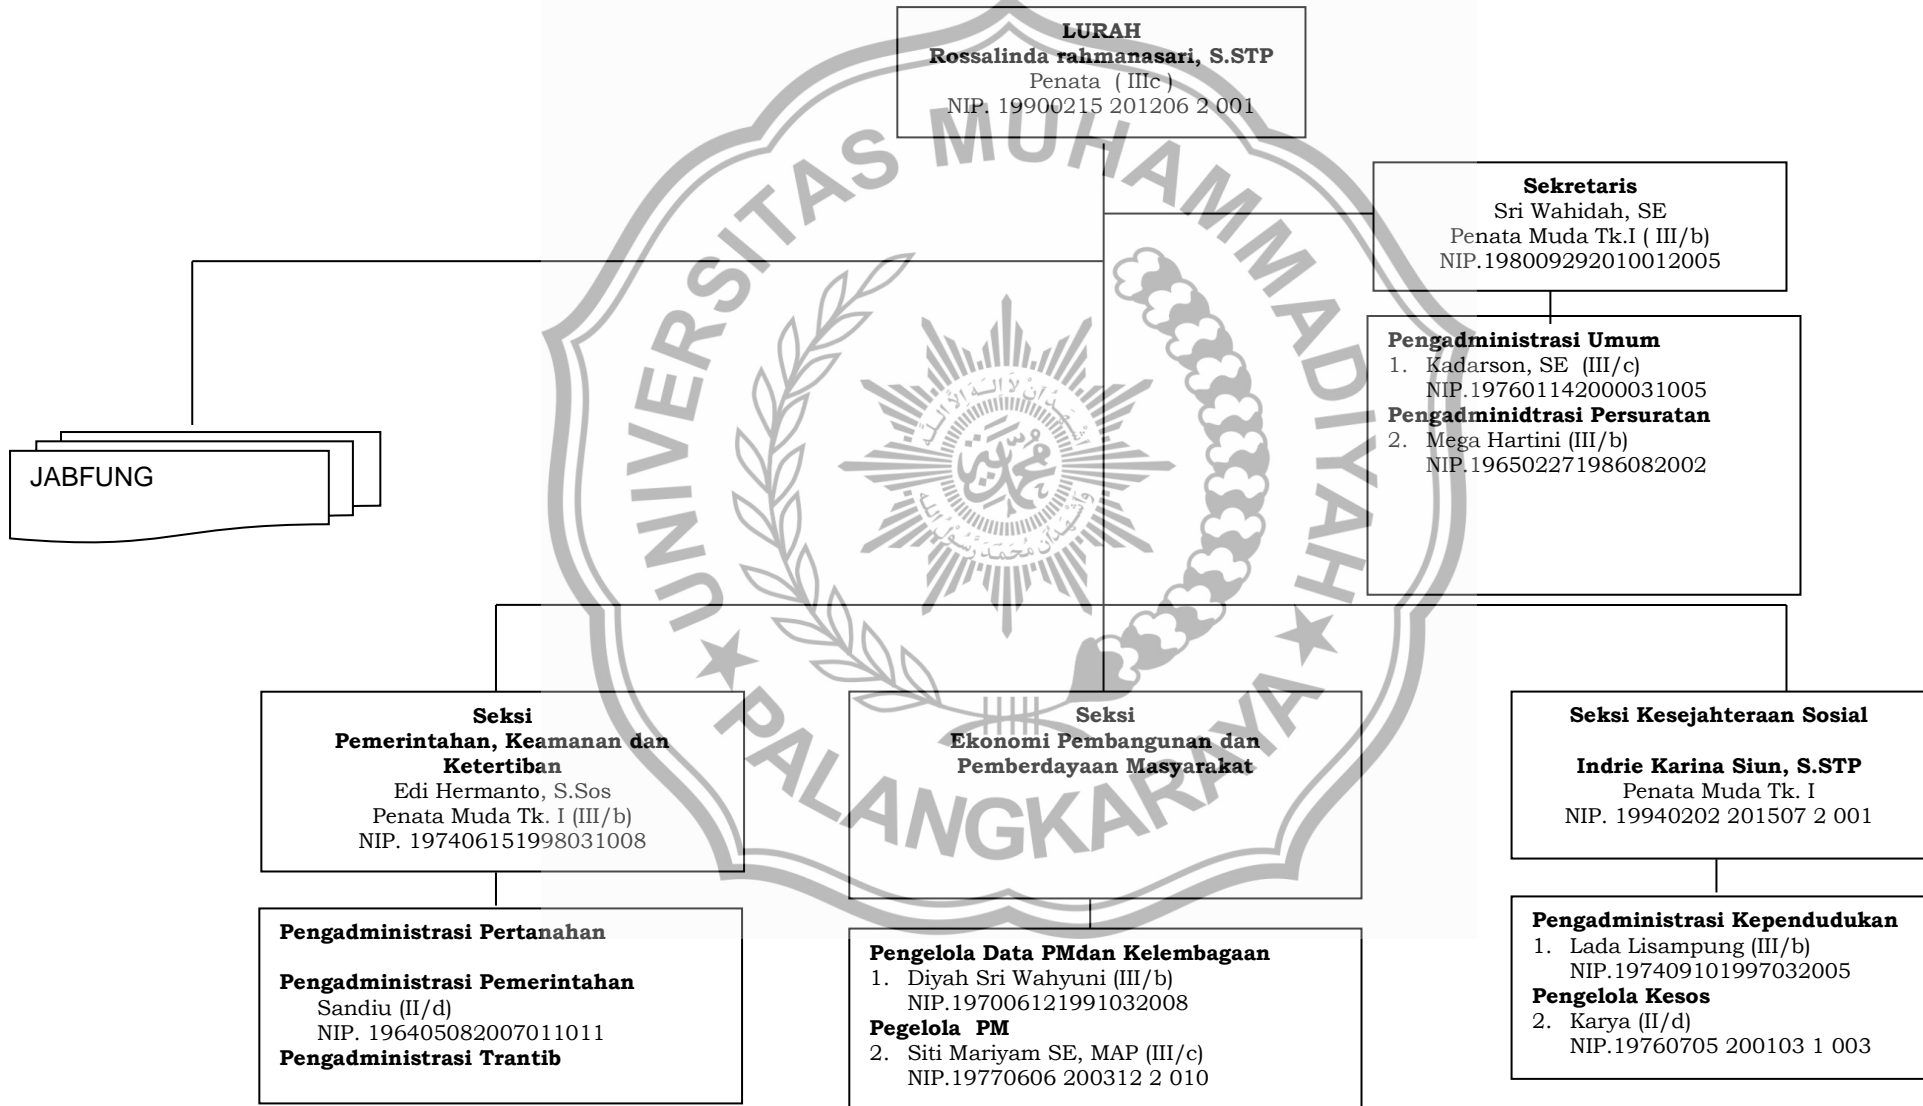 LURAH
Rossalinda rahmanasari, S.STP
Penata ( IIIc )
NIP. 19900215 201206 2 001
Sekretaris
Sri Wahidah, SE
Penata Muda Tk.I ( III/b)
NIP.198009292010012005
Pengadministrasi Umum
1. Kadarson, SE (III/c)
NIP.197601142000031005
Pengadminidtrasi Persuratan
2. Mega Hartini (III/b)
NIP.196502271986082002
JABFUNG
Seksi
Pemerintahan, Keamanan dan
Ketertiban
Edi Hermanto, S.Sos
Penata Muda Tk. I (III/b)
NIP. 197406151998031008
Seksi
Ekonomi Pembangunan dan
Pemberdayaan Masyarakat
Seksi Kesejahteraan Sosial
Indrie Karina Siun, S.STP
Penata Muda Tk. I
NIP. 19940202 201507 2 001
Pengadministrasi Pertanahan
Pengadministrasi Pemerintahan
Sandiu (II/d)
NIP. 196405082007011011
Pengadministrasi Trantib
Pengelola Data PMdan Kelembagaan
1. Diyah Sri Wahyuni (III/b)
NIP.197006121991032008
Pegelola PM
2. Siti Mariyam SE, MAP (III/c)
NIP.19770606 200312 2 010
Pengadministrasi Kependudukan
1. Lada Lisampung (III/b)
NIP.197409101997032005
Pengelola Kesos
2. Karya (II/d)
NIP.19760705 200103 1 003
UNIVERSITAS MUHAMMADIYAH
PALANGKARAYA